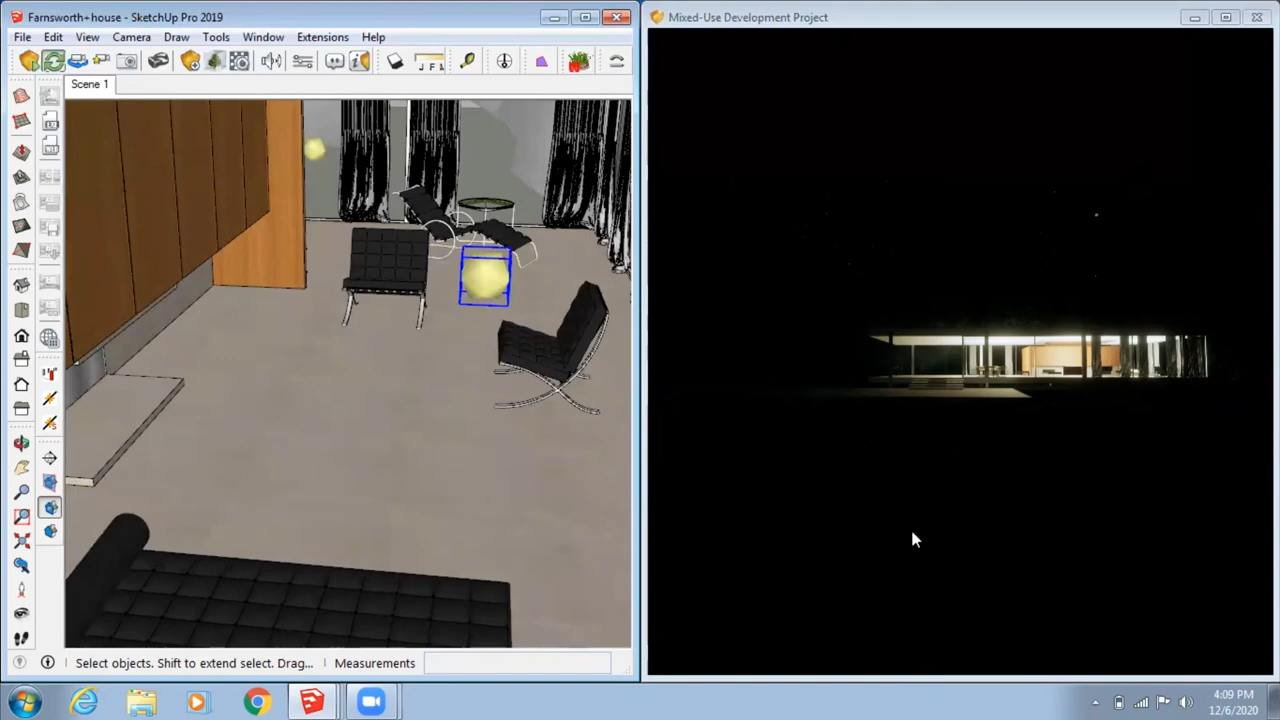 Farnsworth+house - SketchUp Pro 2019
File Edit View Camera Draw Tools Window Extensions Help
J F
Scene 1
Select objects. Shift to extend select. Drag...
Measurements
Mixed-Use Development Project
4:09 PM
12/6/2020